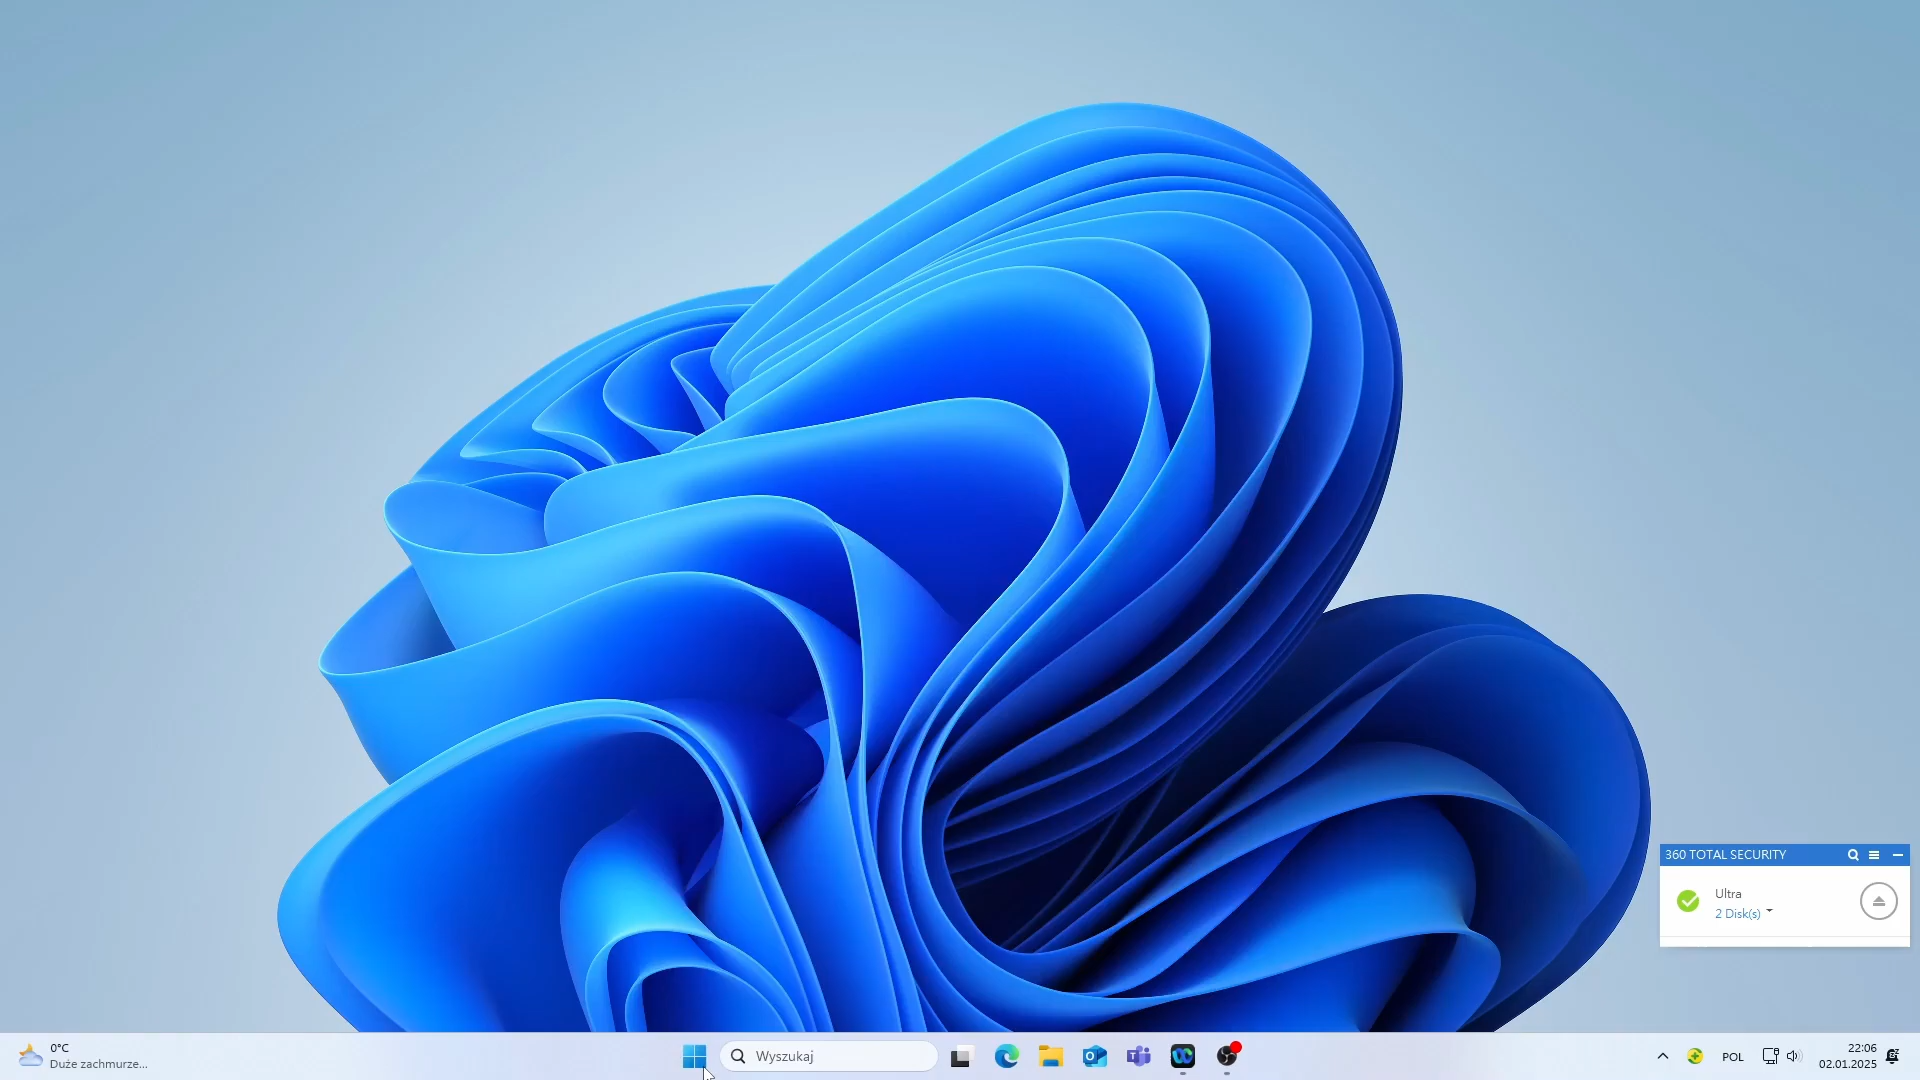 360 TOTAL SECURITY
Ultra
2 Disk(s)
0°C
Duże zachmurze...
Wyszukaj
POL
22:06
02.01.2025